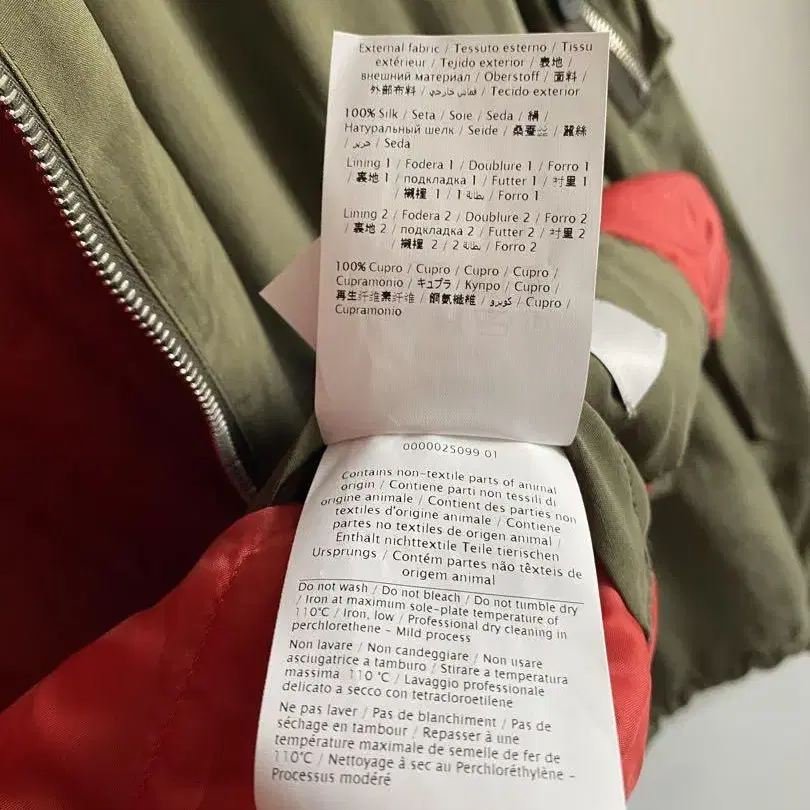 External fabric / Tessuto esterno / Tissu
extérieur / Tejido exterior / 表地 /
внешний материал / Oberstoff / 面料 /
外部布料 / قماش خارجي / Tecido exterior
100% Silk / Seta / Soie / Seda / 絹 /
Натуральный шелк / Seide / 桑蚕丝 / 蠶絲
/ حرير / Seda
Lining 1 / Fodera 1 / Doublure 1 / Forro 1
/ 裏地 1 / подкладка 1 / Futter 1 / 衬里 1
/ 襯裡 1 / 1 بطانة / Forro 1
Lining 2 / Fodera 2 / Doublure 2 / Forro 2
/ 裏地 2 / подкладка 2 / Futter 2 / 衬里 2
/ 襯裡 2 / 2 بطانة / Forro 2
100% Cupro / Cupro / Cupro / Cupro /
Cupramonio / キュプラ / Купро / Cupro /
再生纤维素纤维 / 銅氨纖維 / كوبرو / Cupro /
Cupramonio
0000025099 01
Contains non-textile parts of animal
origin / Contiene parti non tessili di
origine animale / Contient des parties non
textiles d'origine animale / Contiene
partes no textiles de origen animal /
Enthält nichttextile Teile tierischen
Ursprungs / Contém partes não têxteis de
origem animal
Do not wash / Do not bleach / Do not tumble dry
/ Iron at maximum sole-plate temperature of
110°C / Iron, low / Professional dry cleaning in
perchlorethene - Mild process
Non lavare / Non candeggiare / Non usare
asciugatrice a tamburo / Stirare a temperatura
massima 110 °C / Lavaggio professionale
delicato a secco con tetracloroetilene
Ne pas laver / Pas de blanchiment / Pas de
séchage en tambour / Repasser à une
température maximale de semelle de fer de
110°C / Nettoyage à sec au Perchloréthylène -
Processus modéré